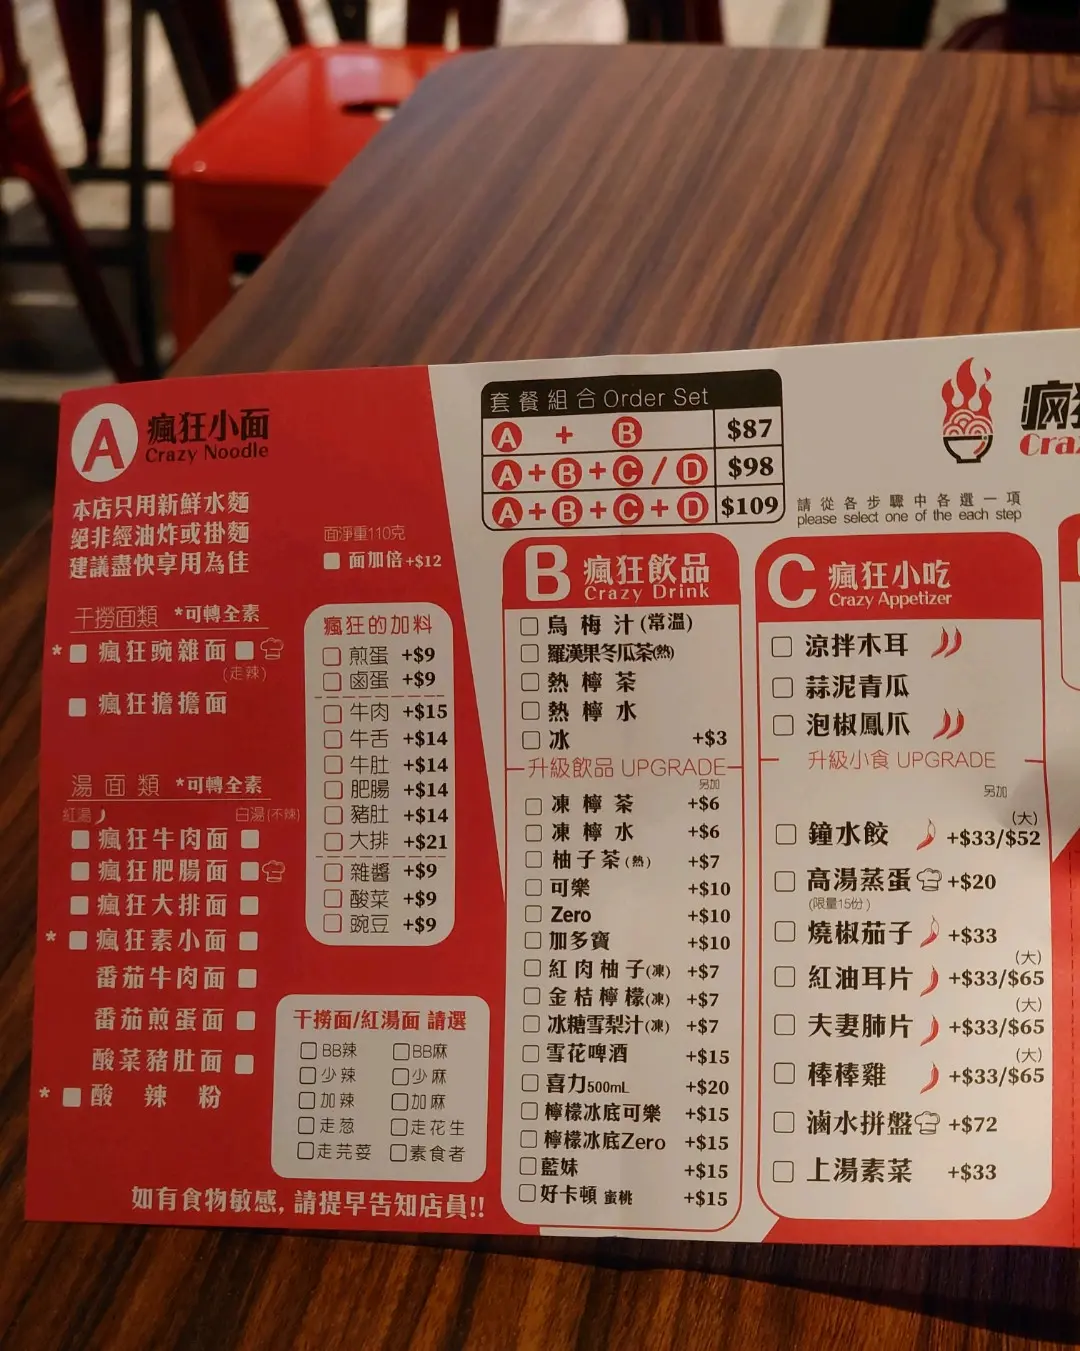 A 瘋狂小面
Crazy Noodle
本店只用新鮮水麵
絕非經油炸或掛麵
建議盡快享用為佳
面淨重110克
面加倍+$12
干撈面類 *可轉全素
* 瘋狂豌雜面
(走辣)
瘋狂擔擔面
湯面類 *可轉全素
紅湯 白湯(不辣)
瘋狂牛肉面
瘋狂肥腸面
瘋狂大排面
* 瘋狂素小面
番茄牛肉面
番茄煎蛋面
酸菜豬肚面
* 酸辣粉
瘋狂的加料
煎蛋 +$9
鹵蛋 +$9
牛肉 +$15
牛舌 +$14
牛肚 +$14
肥腸 +$14
豬肚 +$14
大排 +$21
雜醬 +$9
酸菜 +$9
豌豆 +$9
干撈面/紅湯面 請選
BB辣 BB麻
少辣 少麻
加辣 加麻
走葱 走花生
走芫荽 素食者
如有食物敏感, 請提早告知店員!!
套餐組合 Order Set
A + B $87
A+B+C/D $98
A+B+C+D $109
請從各步驟中各選一項
please select one of the each step
瘋狂
B 瘋狂飲品
Crazy Drink
烏梅汁(常溫)
羅漢果冬瓜茶(熱)
熱檸茶
熱檸水
冰 +$3
升級飲品 UPGRADE
另加
凍檸茶 +$6
凍檸水 +$6
柚子茶(熱) +$7
可樂 +$10
Zero +$10
加多寶 +$10
紅肉柚子(凍) +$7
金桔檸檬(凍) +$7
冰糖雪梨汁(凍) +$7
雪花啤酒 +$15
喜力500mL +$20
檸檬冰底可樂 +$15
檸檬冰底Zero +$15
藍妹 +$15
好卡頓 蜜桃 +$15
C 瘋狂小吃
Crazy Appetizer
涼拌木耳
蒜泥青瓜
泡椒鳳爪
升級小食 UPGRADE
另加
(大)
鐘水餃 +$33/$52
高湯蒸蛋 +$20
(限量15份)
燒椒茄子 +$33
(大)
紅油耳片 +$33/$65
(大)
夫妻肺片 +$33/$65
(大)
棒棒雞 +$33/$65
滷水拼盤 +$72
上湯素菜 +$33